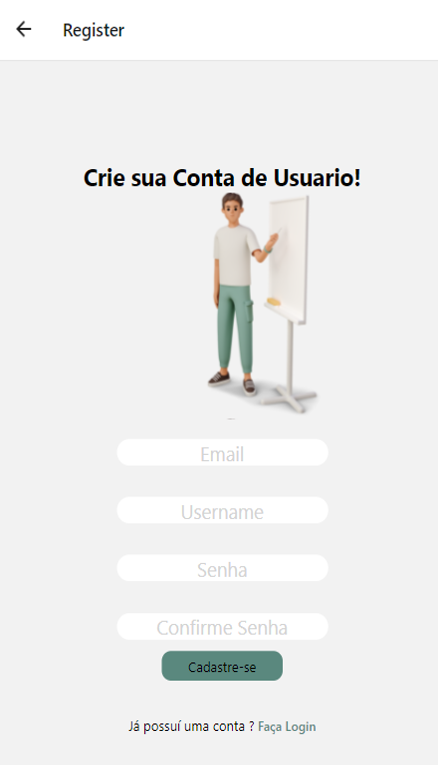 Register
Crie sua Conta de Usuario!
Email
Username
Senha
Confirme Senha
Cadastre-se
Já possuí uma conta ? Faça Login